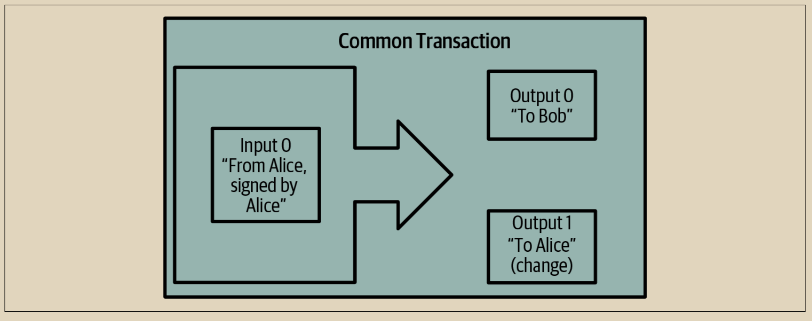 Common Transaction
Input 0
“From Alice,
signed by
Alice”
Output 0
“To Bob”
Output 1
“To Alice”
(change)